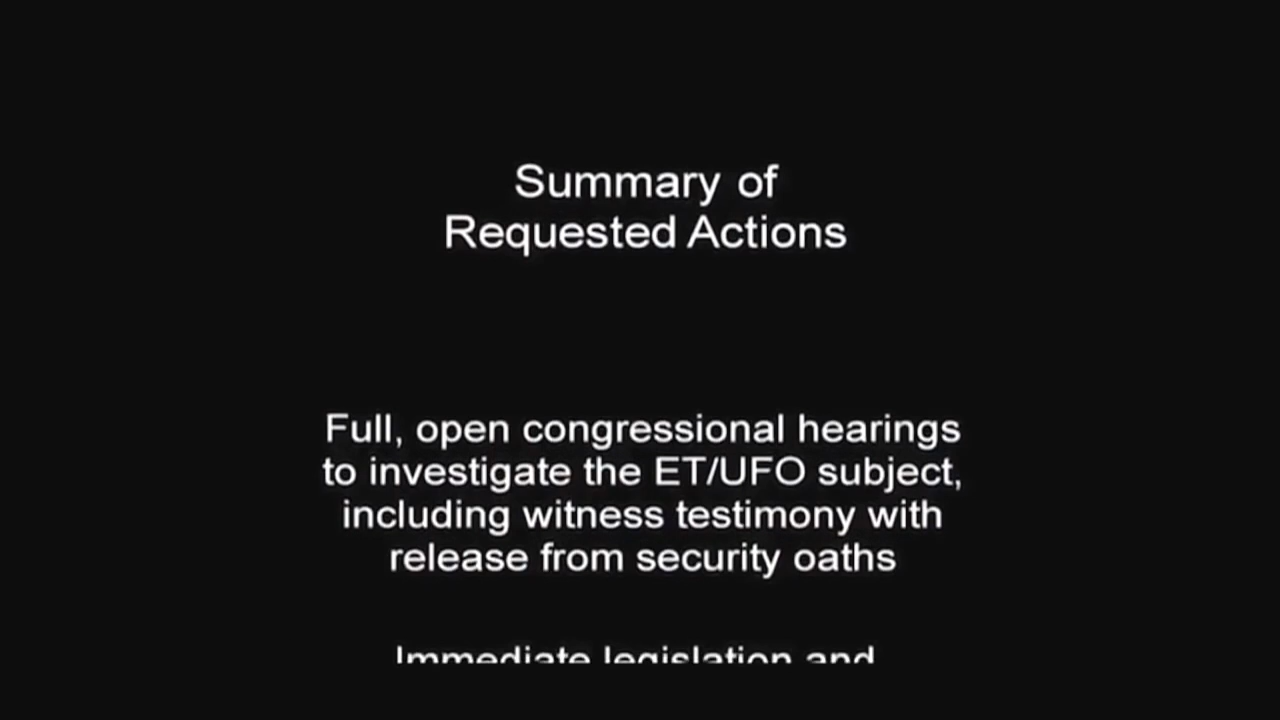 Summary of
Requested Actions
Full, open congressional hearings
to investigate the ET/UFO subject,
including witness testimony with
release from security oaths
Immediate legislation and